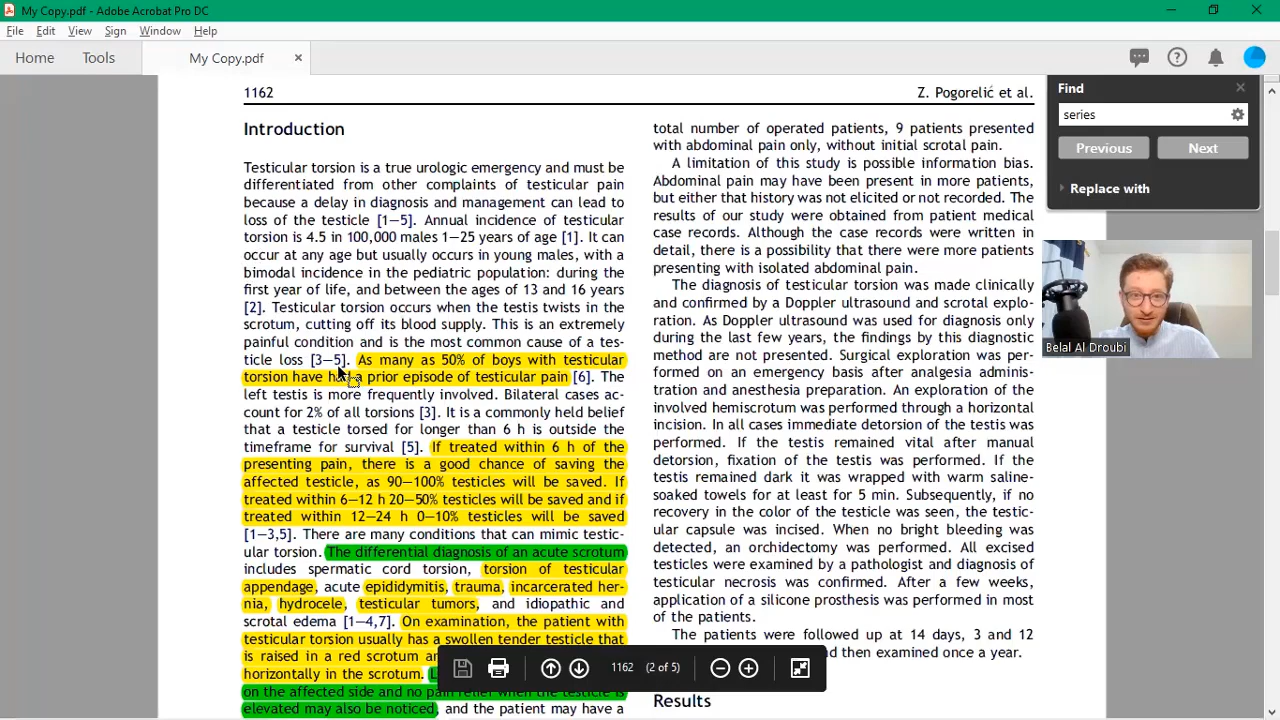 My Copy.pdf - Adobe Acrobat Pro DC
File Edit View Sign Window Help
Home Tools My Copy.pdf
1162 Z. Pogorelić et al.
Introduction
Testicular torsion is a true urologic emergency and must be
differentiated from other complaints of testicular pain
because a delay in diagnosis and management can lead to
loss of the testicle [1–5]. Annual incidence of testicular
torsion is 4.5 in 100,000 males 1–25 years of age [1]. It can
occur at any age but usually occurs in young males, with a
bimodal incidence in the pediatric population: during the
first year of life, and between the ages of 13 and 16 years
[2]. Testicular torsion occurs when the testis twists in the
scrotum, cutting off its blood supply. This is an extremely
painful condition and is the most common cause of a tes-
ticle loss [3–5]. As many as 50% of boys with testicular
torsion have had a prior episode of testicular pain [6]. The
left testis is more frequently involved. Bilateral cases ac-
count for 2% of all torsions [3]. It is a commonly held belief
that a testicle torsed for longer than 6 h is outside the
timeframe for survival [5]. If treated within 6 h of the
presenting pain, there is a good chance of saving the
affected testicle, as 90–100% testicles will be saved. If
treated within 6–12 h 20–50% testicles will be saved and if
treated within 12–24 h 0–10% testicles will be saved
[1–3,5]. There are many conditions that can mimic testic-
ular torsion. The differential diagnosis of an acute scrotum
includes spermatic cord torsion, torsion of testicular
appendage, acute epididymitis, trauma, incarcerated her-
nia, hydrocele, testicular tumors, and idiopathic and
scrotal edema [1–4,7]. On examination, the patient with
testicular torsion usually has a swollen tender testicle that
is raised in a red scrotum
horizontally in the scrotum.
on the affected side and no pain relief when the testicle is
elevated may also be noticed, and the patient may have a
total number of operated patients, 9 patients presented
with abdominal pain only, without initial scrotal pain.
A limitation of this study is possible information bias.
Abdominal pain may have been present in more patients,
but either that history was not elicited or not recorded. The
results of our study were obtained from patient medical
case records. Although the case records were written in
detail, there is a possibility that there were more patients
presenting with isolated abdominal pain.
The diagnosis of testicular torsion was made clinically
and confirmed by a Doppler ultrasound and scrotal explo-
ration. As Doppler ultrasound was used for diagnosis only
during the last few years, the findings by this diagnostic
method are not presented. Surgical exploration was per-
formed on an emergency basis after analgesia adminis-
tration and anesthesia preparation. An exploration of the
involved hemiscrotum was performed through a horizontal
incision. In all cases immediate detorsion of the testis was
performed. If the testis remained vital after manual
detorsion, fixation of the testis was performed. If the
testis remained dark it was wrapped with warm saline-
soaked towels for at least for 5 min. Subsequently, if no
recovery in the color of the testicle was seen, the testic-
ular capsule was incised. When no bright bleeding was
detected, an orchidectomy was performed. All excised
testicles were examined by a pathologist and diagnosis of
testicular necrosis was confirmed. After a few weeks,
application of a silicone prosthesis was performed in most
of the patients.
The patients were followed up at 14 days, 3 and 12
nd then examined once a year.
Results
Find
series
Previous Next
Replace with
Belal Al Droubi
1162 (2 of 5)